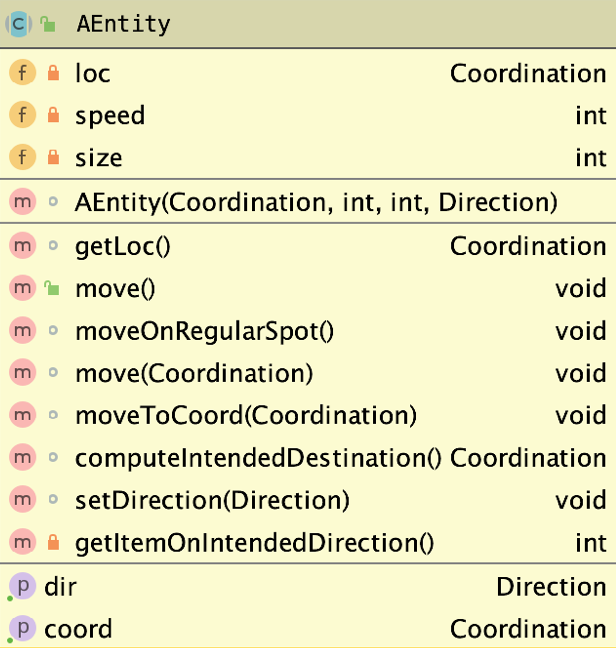 C AEntity
f loc Coordination
f speed int
f size int
m AEntity(Coordination, int, int, Direction)
m getLoc() Coordination
m move() void
m moveOnRegularSpot() void
m move(Coordination) void
m moveToCoord(Coordination) void
m computeIntendedDestination() Coordination
m setDirection(Direction) void
m getItemOnIntendedDirection() int
p dir Direction
p coord Coordination